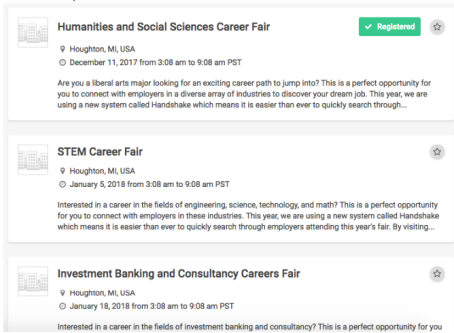 Humanities and Social Sciences Career Fair
Registered
Houghton, MI, USA
December 11, 2017 from 3:08 am to 9:08 am PST
Are you a liberal arts major looking for an exciting career path to jump into? This is a perfect opportunity for
you to connect with employers in a diverse array of industries to discover your dream job. This year, we are
using a new system called Handshake which means it is easier than ever to quickly search through...
STEM Career Fair
Houghton, MI, USA
January 5, 2018 from 3:08 am to 9:08 am PST
Interested in a career in the fields of engineering, science, technology, and math? This is a perfect opportunity
for you to connect with employers in these industries. This year, we are using a new system called Handshake
which means it is easier than ever to quickly search through employers attending this year's fair. By visiting...
Investment Banking and Consultancy Careers Fair
Houghton, MI, USA
January 18, 2018 from 3:08 am to 9:08 am PST
Interested in a career in the fields of investment banking and consultancy? This is a perfect opportunity for you